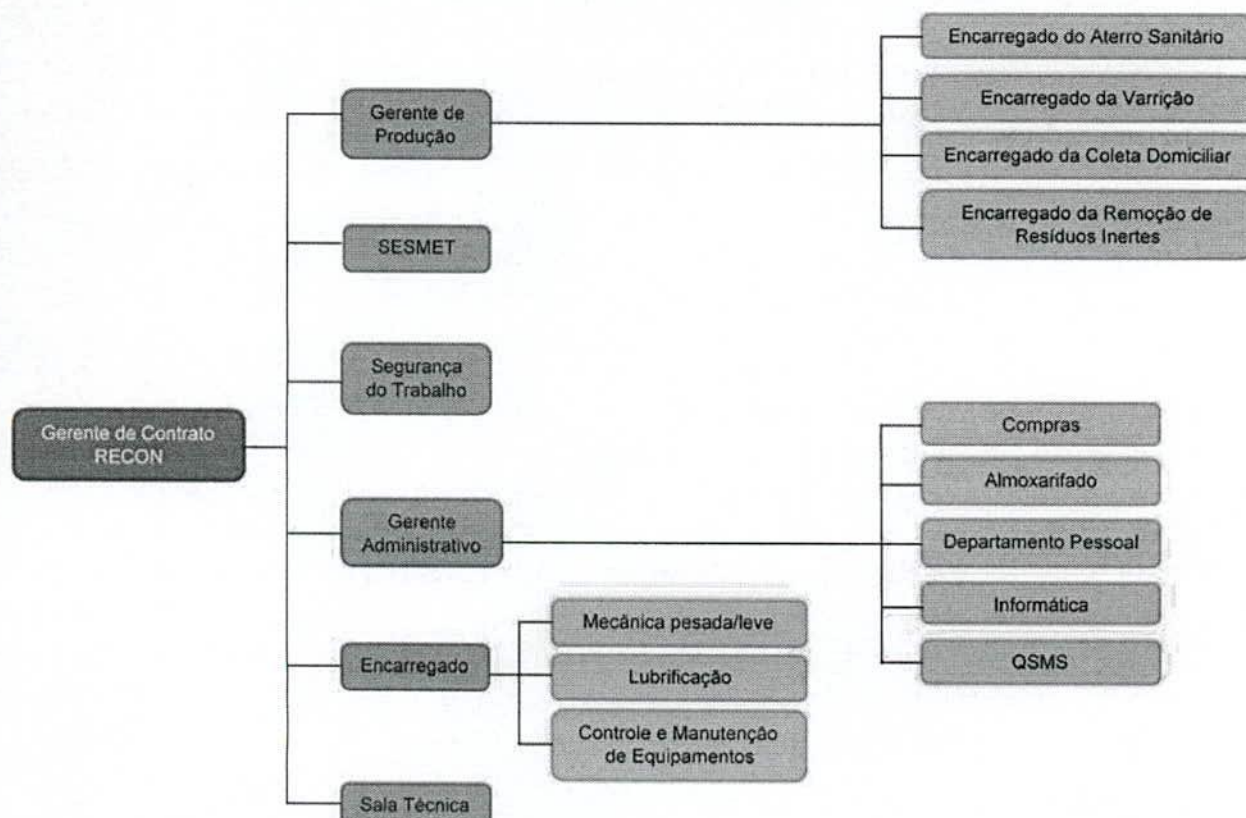 Gerente de Contrato
RECON
Gerente de
Produção
Encarregado do Aterro Sanitário
Encarregado da Varrição
Encarregado da Coleta Domiciliar
Encarregado da Remoção de
Resíduos Inertes
SESMET
Segurança
do Trabalho
Gerente
Administrativo
Compras
Almoxarifado
Departamento Pessoal
Informática
QSMS
Encarregado
Mecânica pesada/leve
Lubrificação
Controle e Manutenção
de Equipamentos
Sala Técnica